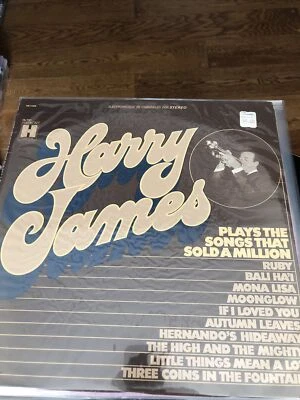 ELECTRONICALLY RE-CHANNELED FOR STEREO
H
Harry
James
PLAYS THE
SONGS THAT
SOLD A MILLION
RUBY
BALI HA'I
MONA LISA
MOONGLOW
IF I LOVED YOU
AUTUMN LEAVES
HERNANDO'S HIDEAWAY
THE HIGH AND THE MIGHTY
LITTLE THINGS MEAN A LOT
THREE COINS IN THE FOUNTAIN